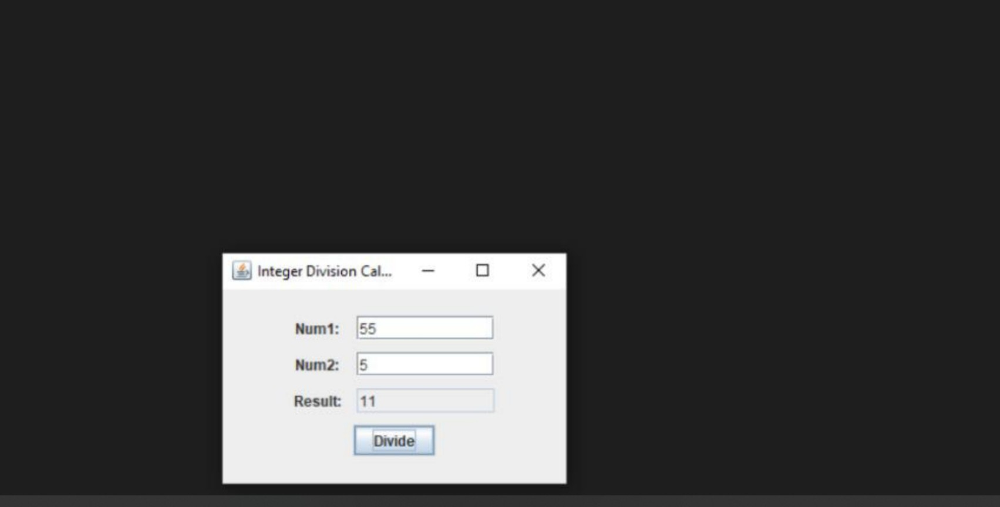 Integer Division Cal...
Num1: 55
Num2: 5
Result: 11
Divide